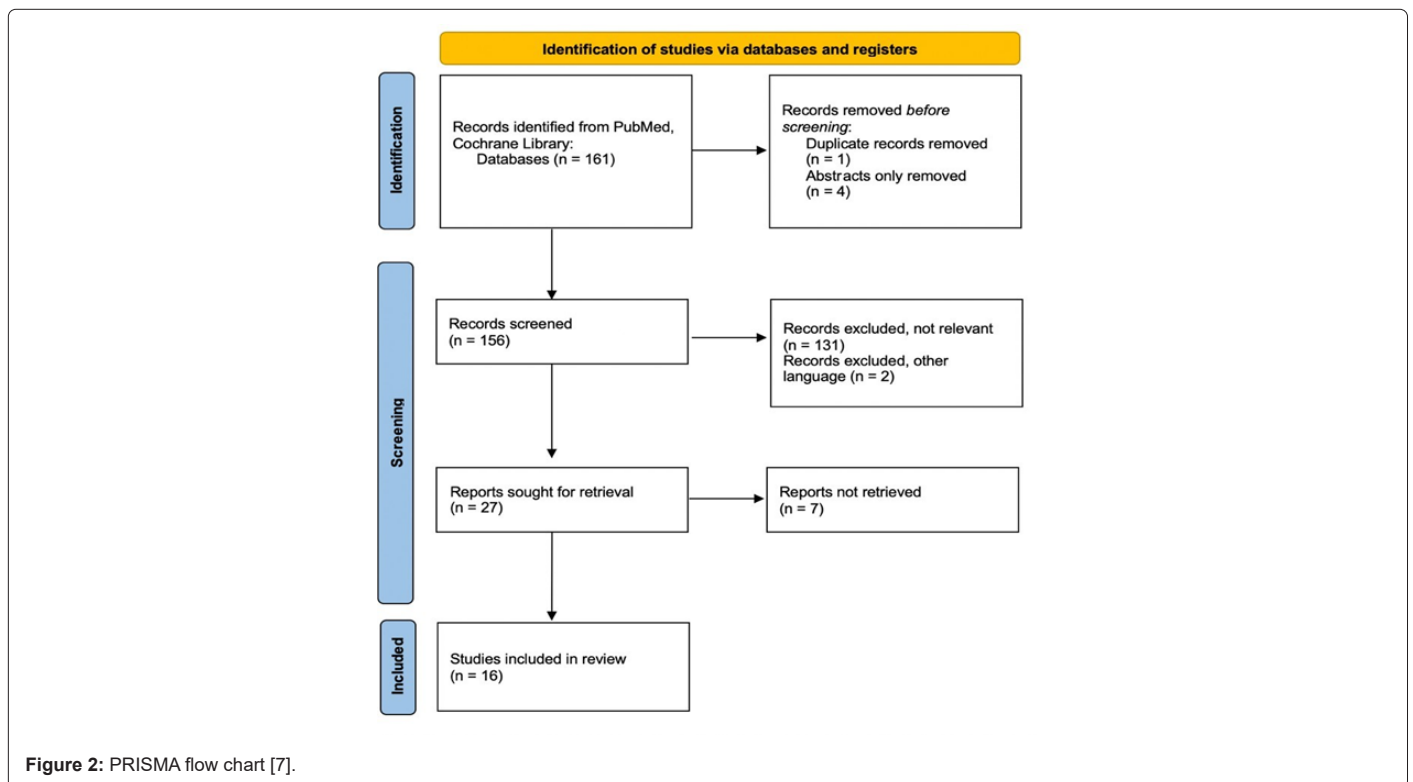 Identification of studies via databases and registers
Identification
Records identified from PubMed,
Cochrane Library:
Databases (n = 161)
Records removed before
screening:
Duplicate records removed
(n = 1)
Abstracts only removed
(n = 4)
Screening
Records screened
(n = 156)
Records excluded, not relevant
(n = 131)
Records excluded, other
language (n = 2)
Reports sought for retrieval
(n = 27)
Reports not retrieved
(n = 7)
Included
Studies included in review
(n = 16)
Figure 2: PRISMA flow chart [7].